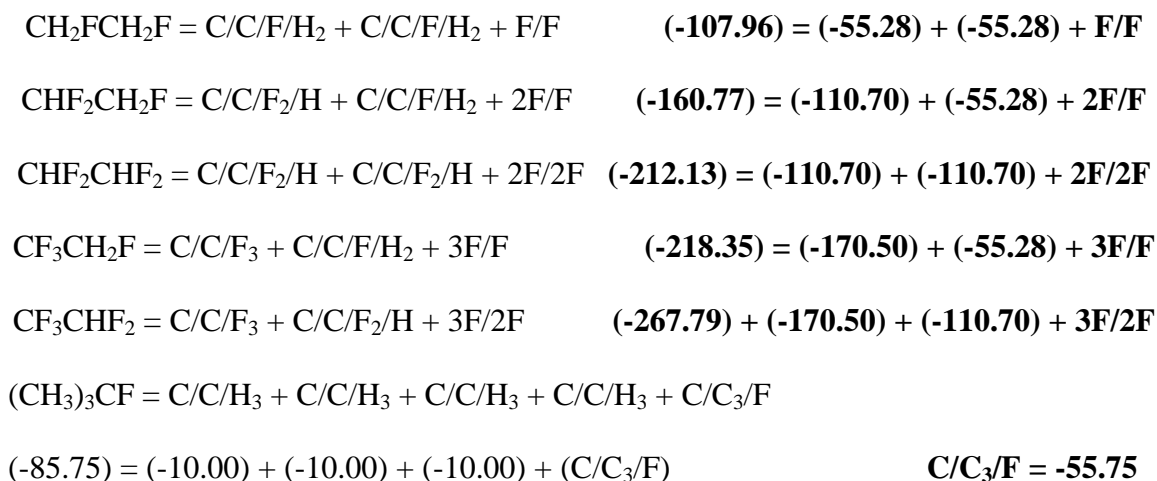 CH₂FCH₂F = C/C/F/H₂ + C/C/F/H₂ + F/F (-107.96) = (-55.28) + (-55.28) + F/F
CHF₂CH₂F = C/C/F₂/H + C/C/F/H₂ + 2F/F (-160.77) = (-110.70) + (-55.28) + 2F/F
CHF₂CHF₂ = C/C/F₂/H + C/C/F₂/H + 2F/2F (-212.13) = (-110.70) + (-110.70) + 2F/2F
CF₃CH₂F = C/C/F₃ + C/C/F/H₂ + 3F/F (-218.35) = (-170.50) + (-55.28) + 3F/F
CF₃CHF₂ = C/C/F₃ + C/C/F₂/H + 3F/2F (-267.79) + (-170.50) + (-110.70) + 3F/2F
(CH₃)₃CF = C/C/H₃ + C/C/H₃ + C/C/H₃ + C/C/H₃ + C/C₃/F
(-85.75) = (-10.00) + (-10.00) + (-10.00) + (C/C₃/F) C/C₃/F = -55.75